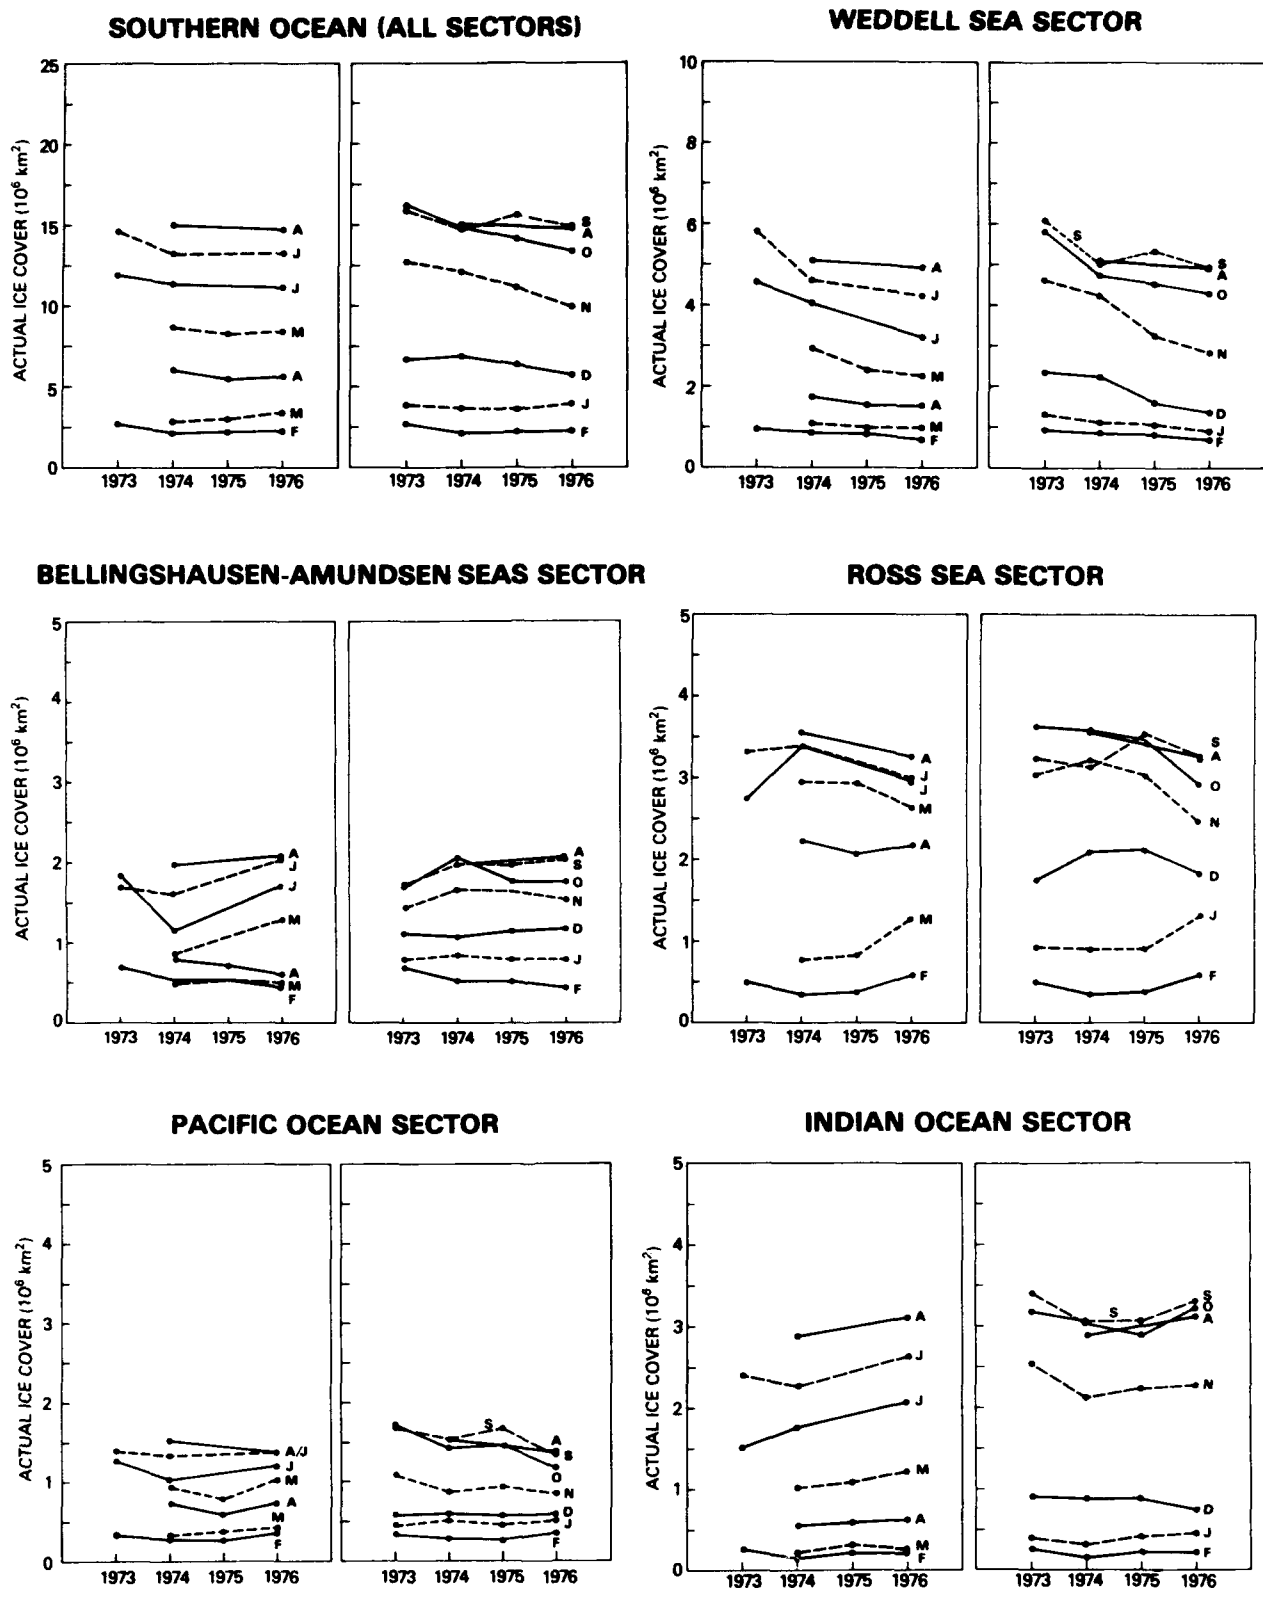 SOUTHERN OCEAN (ALL SECTORS)
ACTUAL ICE COVER (10⁶ km²)
25
20
15
10
5
0
A
J
J
M
A
M
F
1973 1974 1975 1976
S
A
O
N
D
J
F
1973 1974 1975 1976
WEDDELL SEA SECTOR
ACTUAL ICE COVER (10⁶ km²)
10
8
6
4
2
0
A
J
J
M
A
M
F
1973 1974 1975 1976
S
S
A
O
N
D
J
F
1973 1974 1975 1976
BELLINGSHAUSEN-AMUNDSEN SEAS SECTOR
ACTUAL ICE COVER (10⁶ km²)
5
4
3
2
1
0
A
J
J
M
A
M
F
1973 1974 1975 1976
A
S
O
N
D
J
F
1973 1974 1975 1976
ROSS SEA SECTOR
ACTUAL ICE COVER (10⁶ km²)
5
4
3
2
1
0
A
J
J
M
A
M
F
1973 1974 1975 1976
S
A
O
N
D
J
F
1973 1974 1975 1976
PACIFIC OCEAN SECTOR
ACTUAL ICE COVER (10⁶ km²)
5
4
3
2
1
0
A/J
J
M
A
M
F
1973 1974 1975 1976
S
A
S
O
N
D
J
F
1973 1974 1975 1976
INDIAN OCEAN SECTOR
ACTUAL ICE COVER (10⁶ km²)
5
4
3
2
1
0
A
J
J
M
A
M
F
1973 1974 1975 1976
S
S
O
A
N
D
J
F
1973 1974 1975 1976